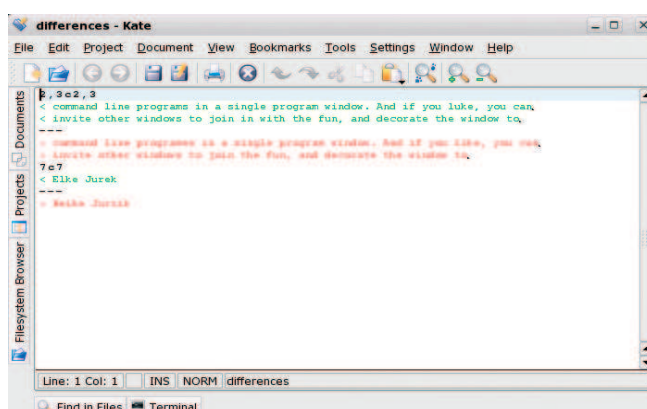 differences - Kate
File Edit Project Document View Bookmarks Tools Settings Window Help
Documents
Projects
Filesystem Browser
2,3c2,3
< command line programs in a single program window. And if you luke, you can
< invite other windows to join in with the fun, and decorate the window to
---
> command line programes in a single program window. And if you like, you can
> invite other windows to join the fun, and decorate the window to
7c7
< Elke Jurek
---
> Heike Jurzik
Line: 1 Col: 1 INS NORM differences
Find in Files Terminal